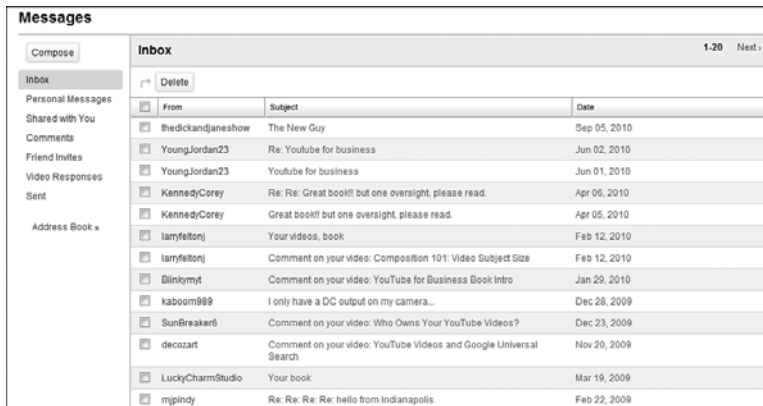 Messages
Compose
Inbox
Personal Messages
Shared with You
Comments
Friend Invites
Video Responses
Sent
Address Book »
Inbox
1-20 Next ›
Delete
From Subject Date
thedickandjaneshow The New Guy Sep 05, 2010
YoungJordan23 Re: Youtube for business Jun 02, 2010
YoungJordan23 Youtube for business Jun 01, 2010
KennedyCorey Re: Re: Great book!! but one oversight, please read. Apr 06, 2010
KennedyCorey Great book!! but one oversight, please read. Apr 05, 2010
larryfeltonj Your videos, book Feb 12, 2010
larryfeltonj Comment on your video: Composition 101: Video Subject Size Feb 12, 2010
Blinkymyt Comment on your video: YouTube for Business Book Intro Jan 29, 2010
kaboom989 I only have a DC output on my camera... Dec 28, 2009
SunBreaker6 Comment on your video: Who Owns Your YouTube Videos? Dec 23, 2009
decozart Comment on your video: YouTube Videos and Google Universal Nov 20, 2009
Search
LuckyCharmStudio Your book Mar 19, 2009
mjpindy Re: Re: Re: Re: hello from Indianapolis Feb 22, 2009